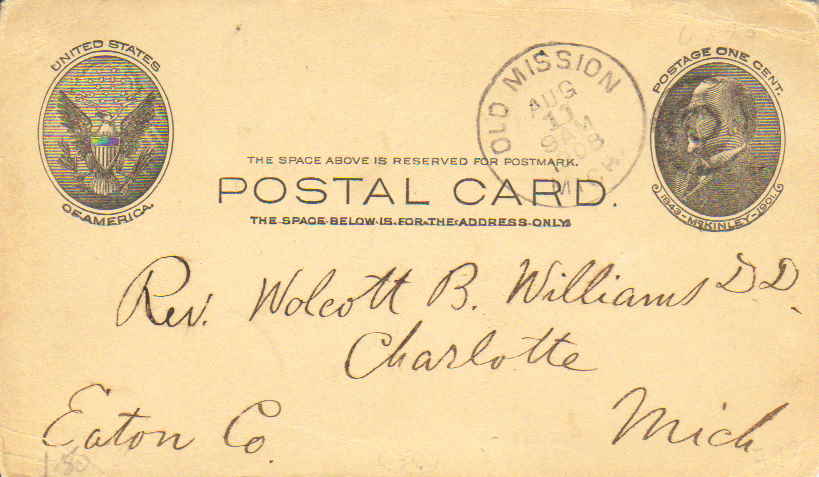 UNITED STATES
OF AMERICA.
OLD MISSION
AUG
11
9AM
1908
MICH.
POSTAGE ONE CENT.
1843-McKINLEY-1901.
THE SPACE ABOVE IS RESERVED FOR POSTMARK.
POSTAL CARD.
THE SPACE BELOW IS FOR THE ADDRESS ONLY.
Rev. Wolcott B. Williams D.D.
Charlotte
Eaton Co.
Mich